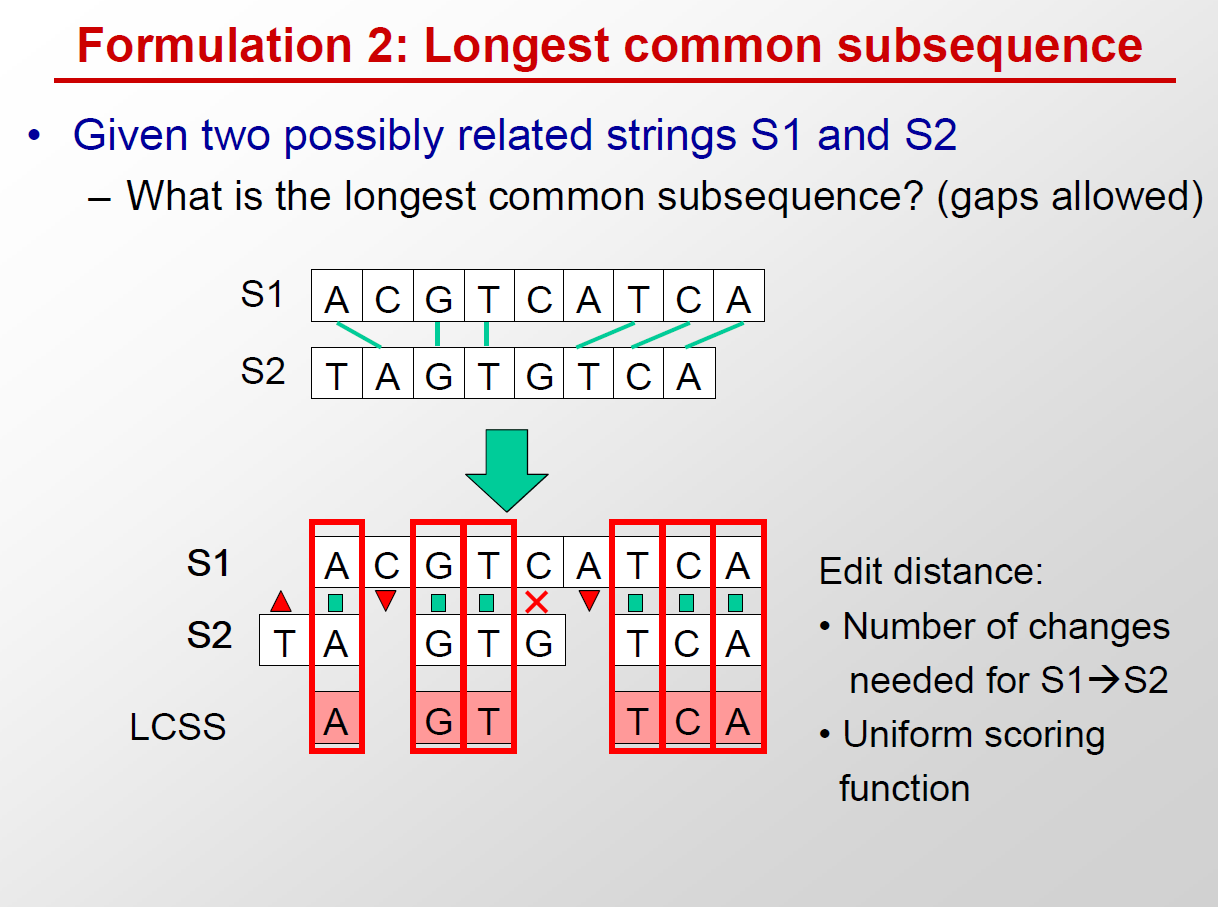 Formulation 2: Longest common subsequence
• Given two possibly related strings S1 and S2
– What is the longest common subsequence? (gaps allowed)
S1 A C G T C A T C A
S2 T A G T G T C A
S1 A C G T C A T C A
S2 T A G T G T C A
LCSS A G T T C A
Edit distance:
• Number of changes
needed for S1→S2
• Uniform scoring
function